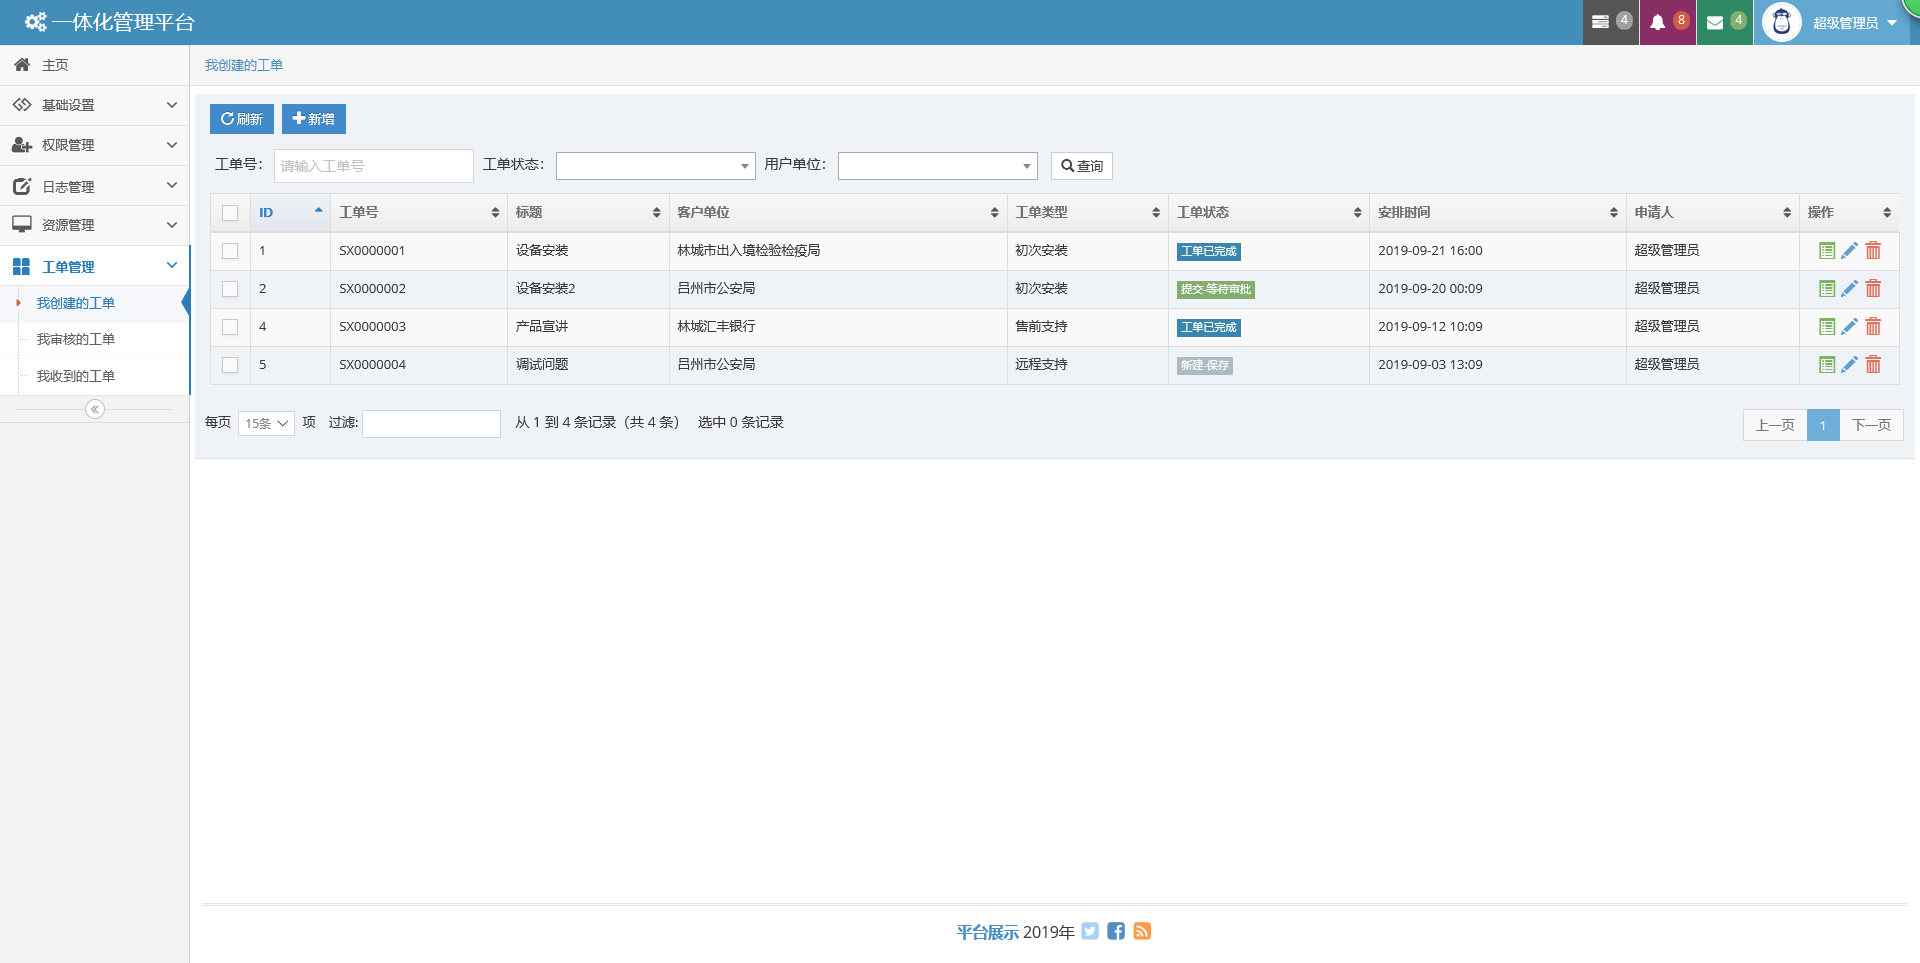 一体化管理平台
4
8
4
超级管理员
主页
我创建的工单
基础设置
权限管理
日志管理
资源管理
工单管理
我创建的工单
我审核的工单
我收到的工单
刷新 新增
工单号： 请输入工单号 工单状态： 用户单位： 查询
ID 工单号 标题 客户单位 工单类型 工单状态 安排时间 申请人 操作
1 SX0000001 设备安装 林城市出入境检验检疫局 初次安装 工单已完成 2019-09-21 16:00 超级管理员
2 SX0000002 设备安装2 吕州市公安局 初次安装 提交-等待审批 2019-09-20 00:09 超级管理员
4 SX0000003 产品宣讲 林城汇丰银行 售前支持 工单已完成 2019-09-12 10:09 超级管理员
5 SX0000004 调试问题 吕州市公安局 远程支持 新建-保存 2019-09-03 13:09 超级管理员
每页 15条 项 过滤: 从 1 到 4 条记录（共 4 条） 选中 0 条记录
上一页 1 下一页
平台展示 2019年